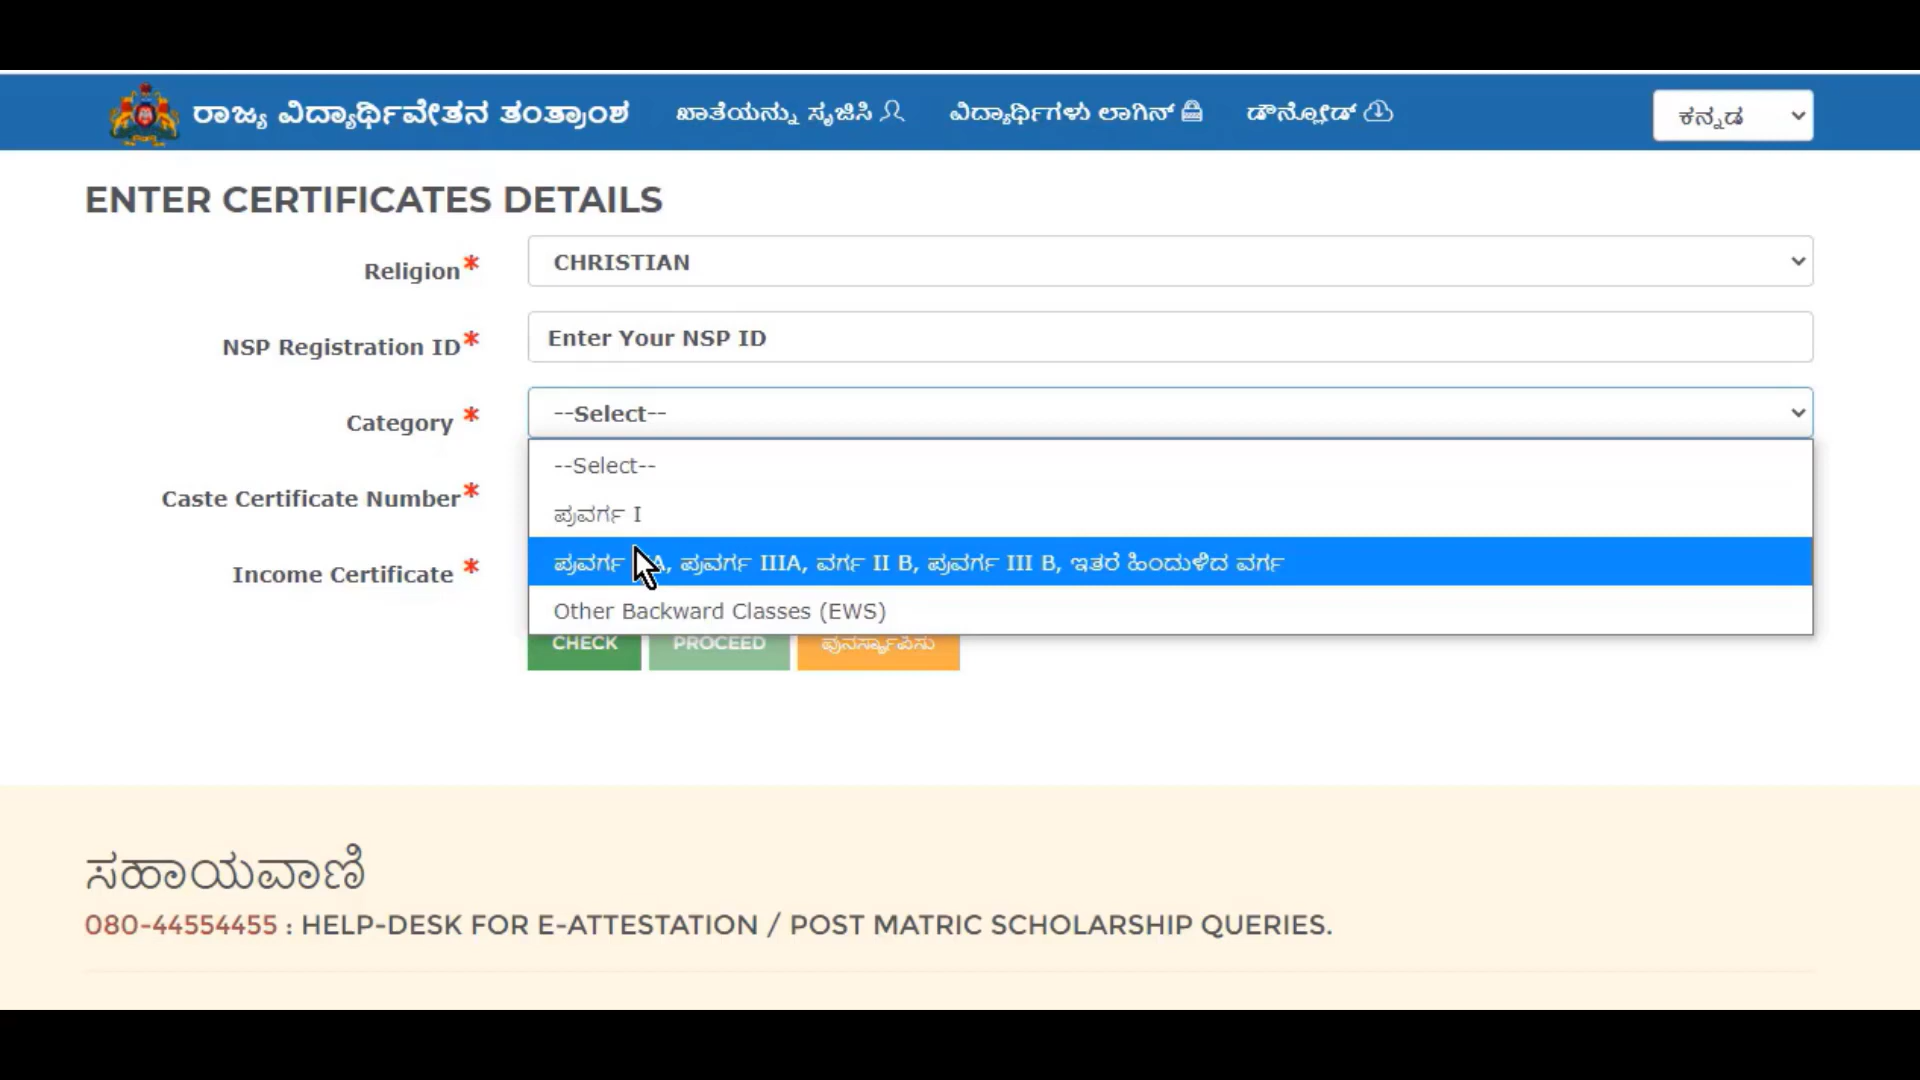 ರಾಜ್ಯ ವಿದ್ಯಾರ್ಥಿವೇತನ ತಂತ್ರಾಂಶ ಖಾತೆಯನ್ನು ಸೃಜಿಸಿ ವಿದ್ಯಾರ್ಥಿಗಳು ಲಾಗಿನ್ ಡೌನ್ಲೋಡ್ ಕನ್ನಡ
ENTER CERTIFICATES DETAILS
Religion* CHRISTIAN
NSP Registration ID* Enter Your NSP ID
Category * --Select--
--Select--
Caste Certificate Number*
ಪ್ರವರ್ಗ I
ಪ್ರವರ್ಗ A, ಪ್ರವರ್ಗ IIIA, ವರ್ಗ II B, ಪ್ರವರ್ಗ III B, ಇತರೆ ಹಿಂದುಳಿದ ವರ್ಗ
Income Certificate *
Other Backward Classes (EWS)
CHECK PROCEED ಪುನರ್ಸ್ಥಾಪಿಸು
ಸಹಾಯವಾಣಿ
080-44554455 : HELP-DESK FOR E-ATTESTATION / POST MATRIC SCHOLARSHIP QUERIES.